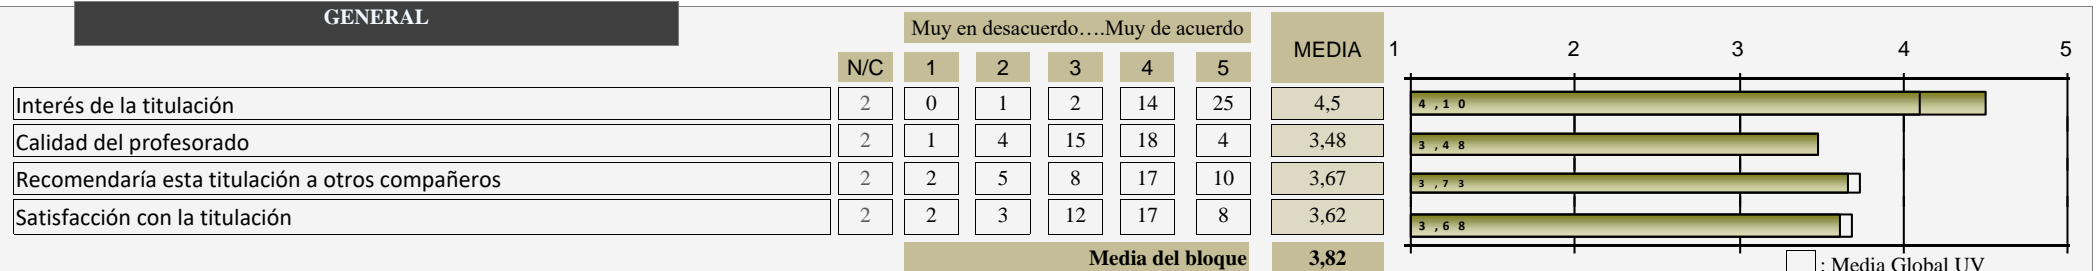 GENERAL
Muy en desacuerdo….Muy de acuerdo
MEDIA
1 2 3 4 5
N/C 1 2 3 4 5
Interés de la titulación 2 0 1 2 14 25 4,5 4,10
Calidad del profesorado 2 1 4 15 18 4 3,48 3,48
Recomendaría esta titulación a otros compañeros 2 2 5 8 17 10 3,67 3,73
Satisfacción con la titulación 2 2 3 12 17 8 3,62 3,68
Media del bloque 3,82
: Media Global UV